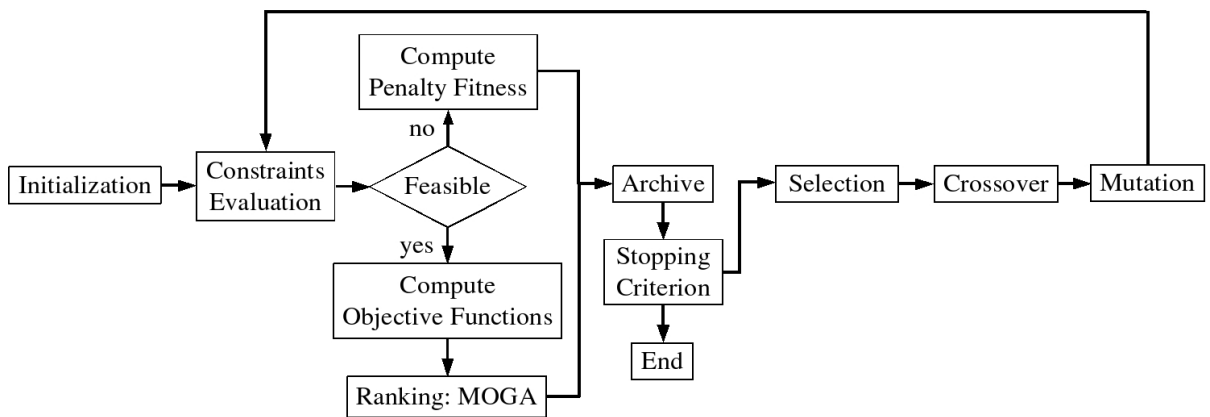 Initialization
Constraints
Evaluation
Feasible
no
Compute
Penalty Fitness
yes
Compute
Objective Functions
Ranking: MOGA
Archive
Stopping
Criterion
End
Selection
Crossover
Mutation